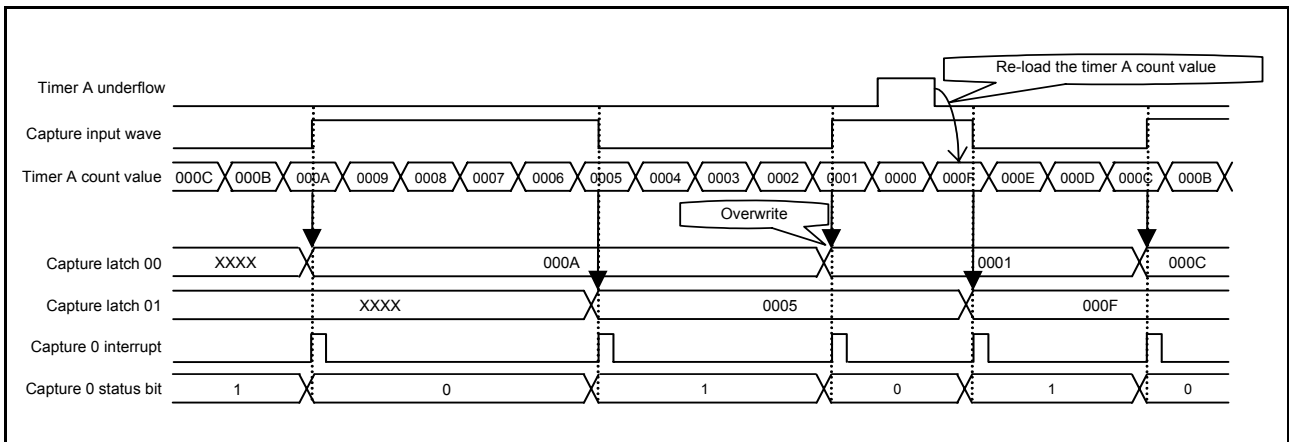 Re-load the timer A count value
Timer A underflow
Capture input wave
Timer A count value 000C 000B 000A 0009 0008 0007 0006 0005 0004 0003 0002 0001 0000 000F 000E 000D 000C 000B
Overwrite
Capture latch 00 XXXX 000A 0001 000C
Capture latch 01 XXXX 0005 000F
Capture 0 interrupt
Capture 0 status bit 1 0 1 0 1 0